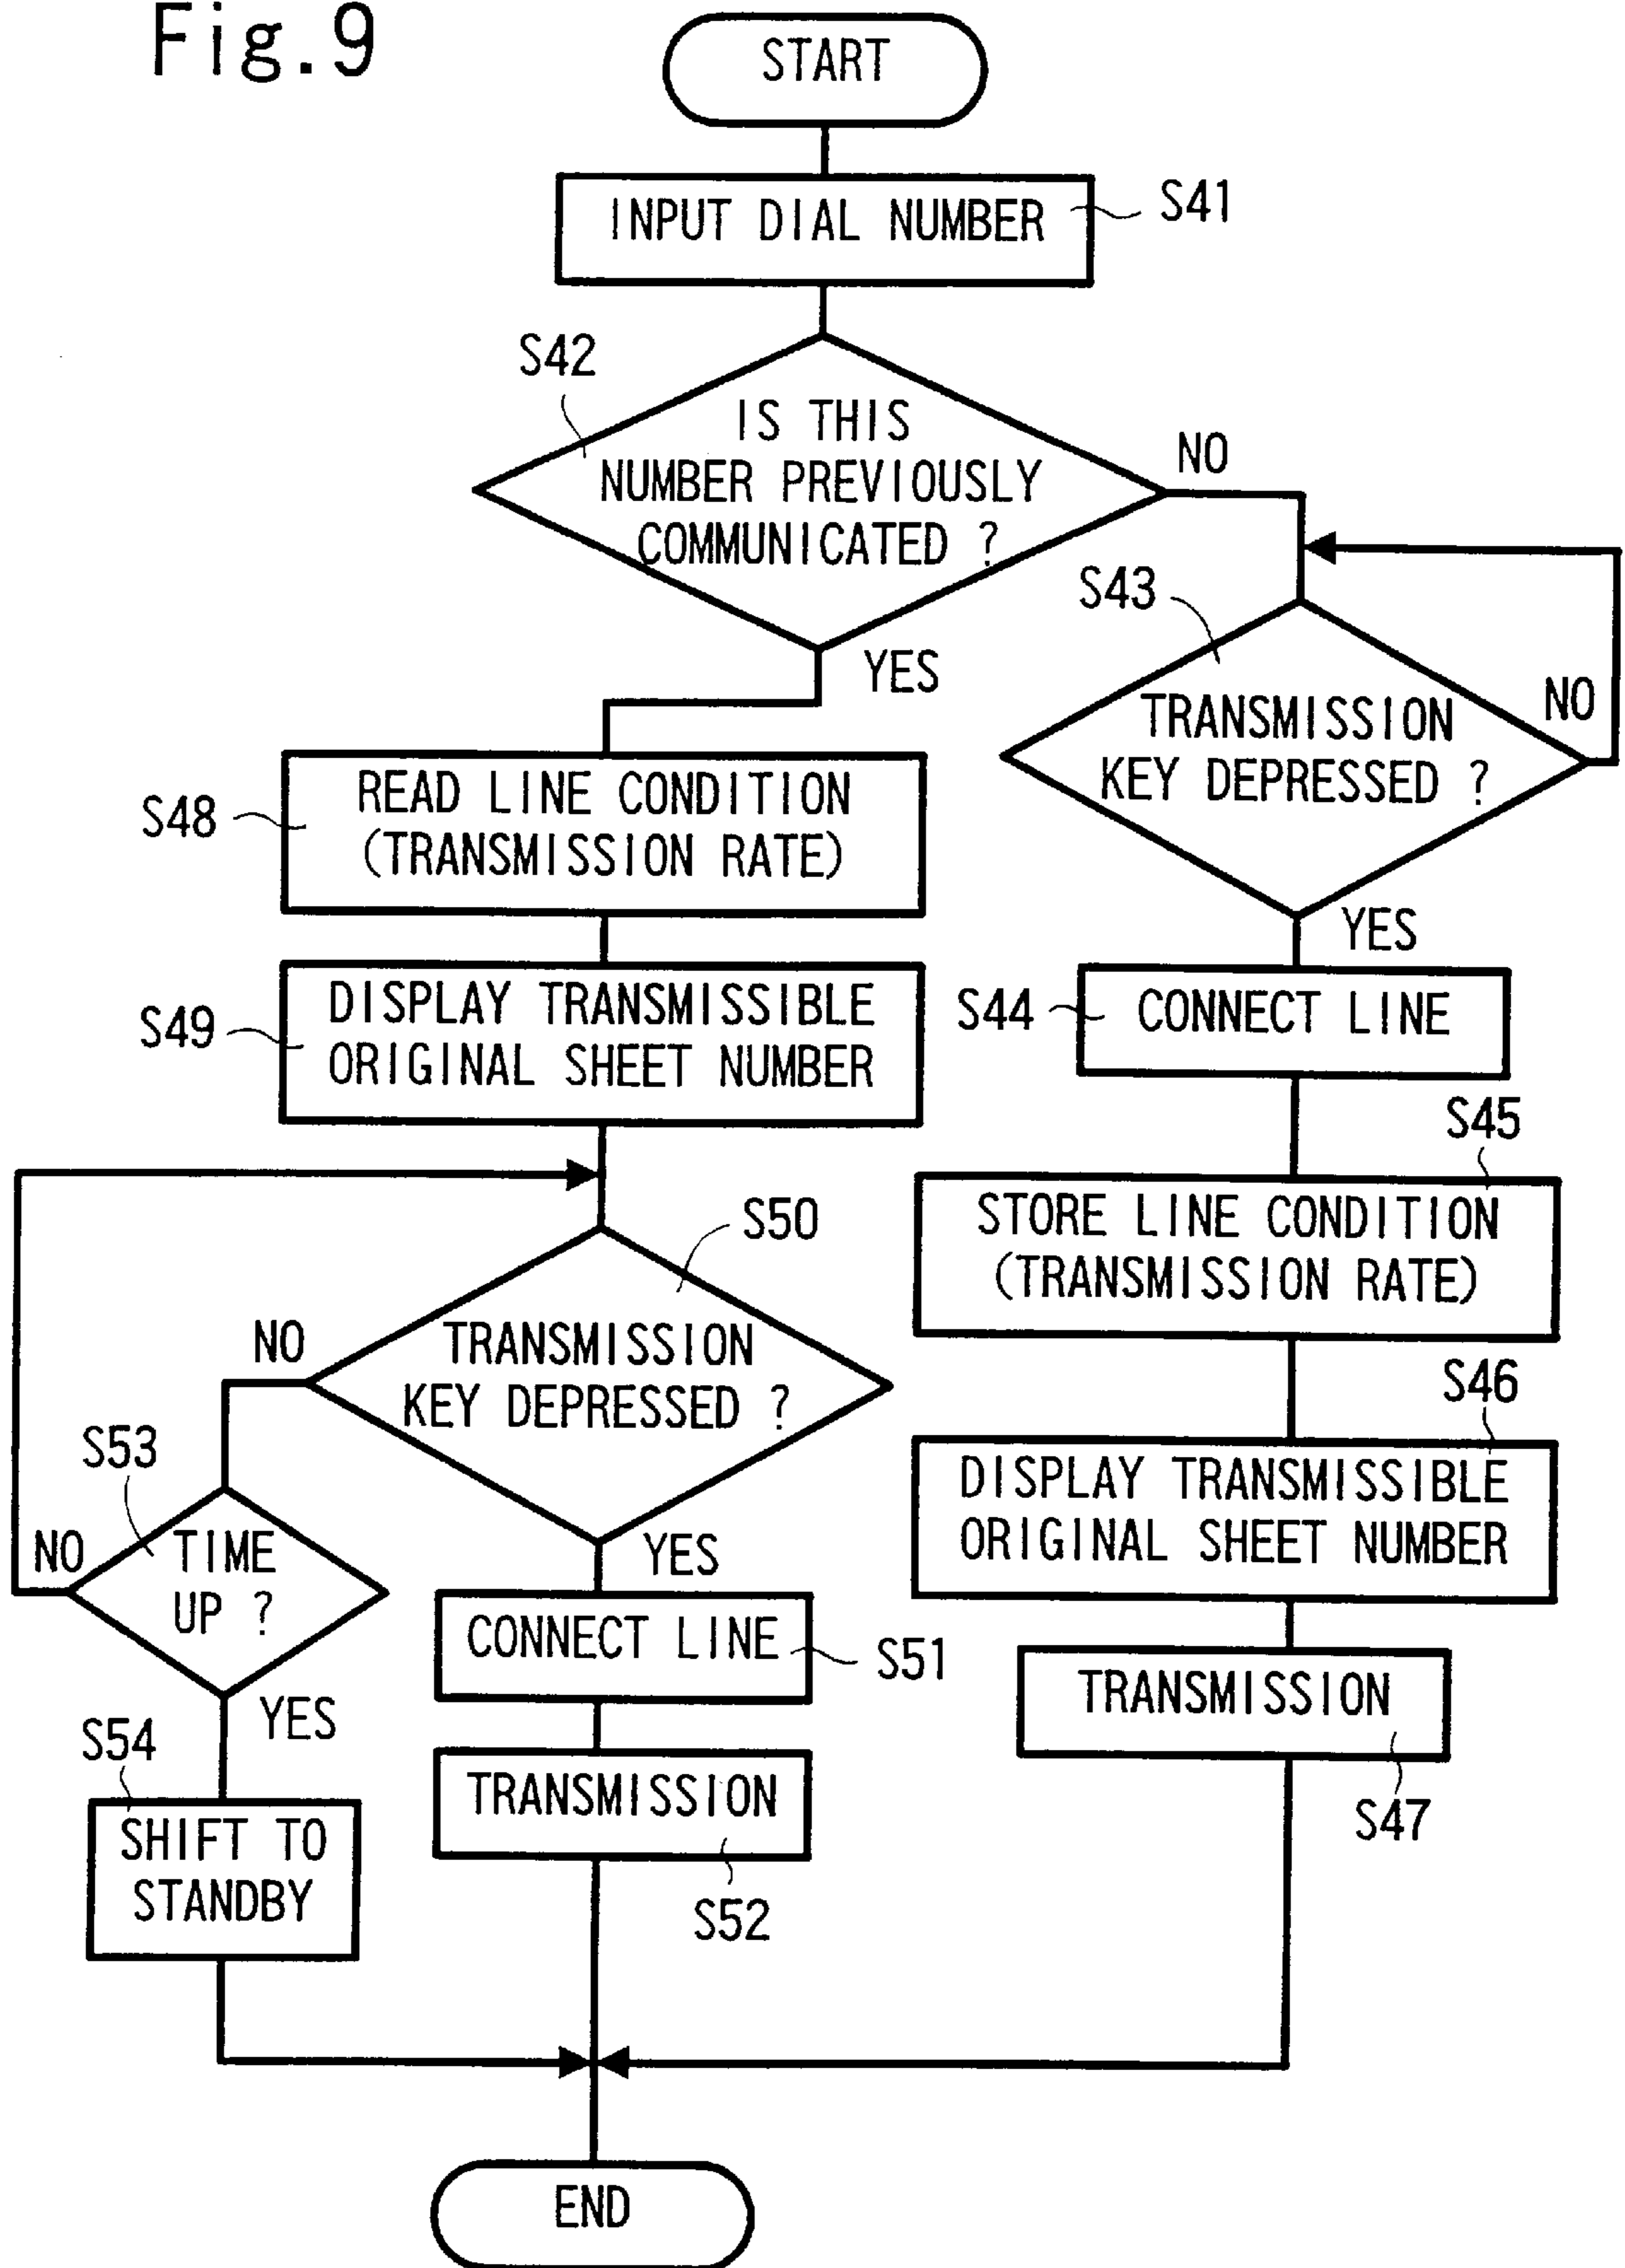 Fig.9
START
INPUT DIAL NUMBER
S41
S42
IS THIS
NUMBER PREVIOUSLY
COMMUNICATED ?
NO
YES
S43
TRANSMISSION
KEY DEPRESSED ?
NO
YES
S48
READ LINE CONDITION
(TRANSMISSION RATE)
S44
CONNECT LINE
S49
DISPLAY TRANSMISSIBLE
ORIGINAL SHEET NUMBER
S45
STORE LINE CONDITION
(TRANSMISSION RATE)
S50
TRANSMISSION
KEY DEPRESSED ?
NO
YES
S46
DISPLAY TRANSMISSIBLE
ORIGINAL SHEET NUMBER
S53
TIME
UP ?
NO
YES
CONNECT LINE
S51
TRANSMISSION
S47
S54
SHIFT TO
STANDBY
TRANSMISSION
S52
END